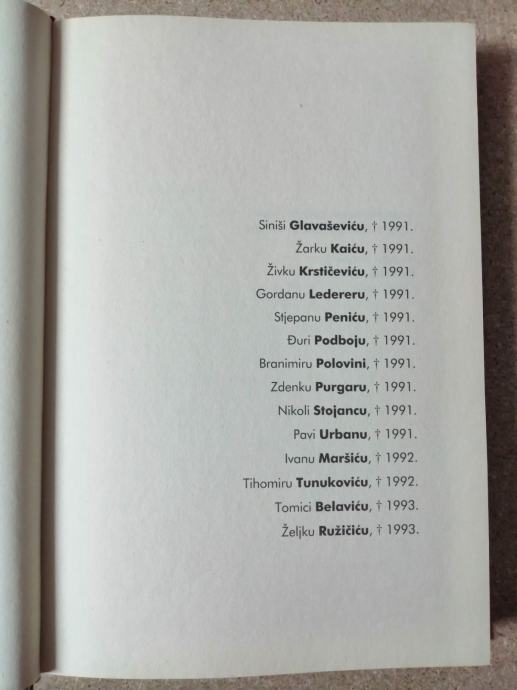 Siniši Glavaševiću, † 1991.
Žarku Kaiću, † 1991.
Živku Krstičeviću, † 1991.
Gordanu Ledereru, † 1991.
Stjepanu Peniću, † 1991.
Đuri Podboju, † 1991.
Branimiru Polovini, † 1991.
Zdenku Purgaru, † 1991.
Nikoli Stojancu, † 1991.
Pavi Urbanu, † 1991.
Ivanu Maršiću, † 1992.
Tihomiru Tunukoviću, † 1992.
Tomici Belaviću, † 1993.
Željku Ružičiću, † 1993.